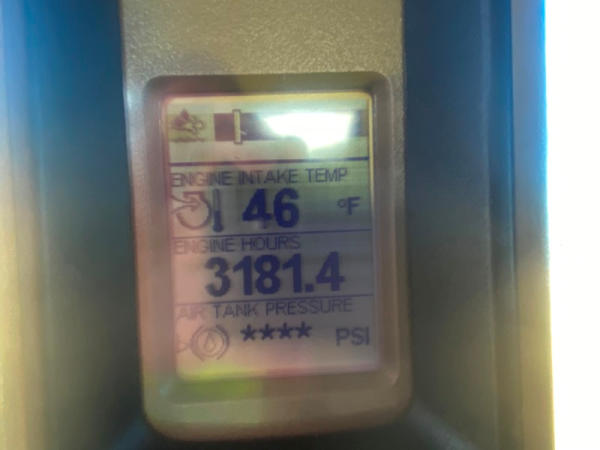 ENGINE INTAKE TEMP
46 °F
ENGINE HOURS
3181.4
AIR TANK PRESSURE
**** PSI